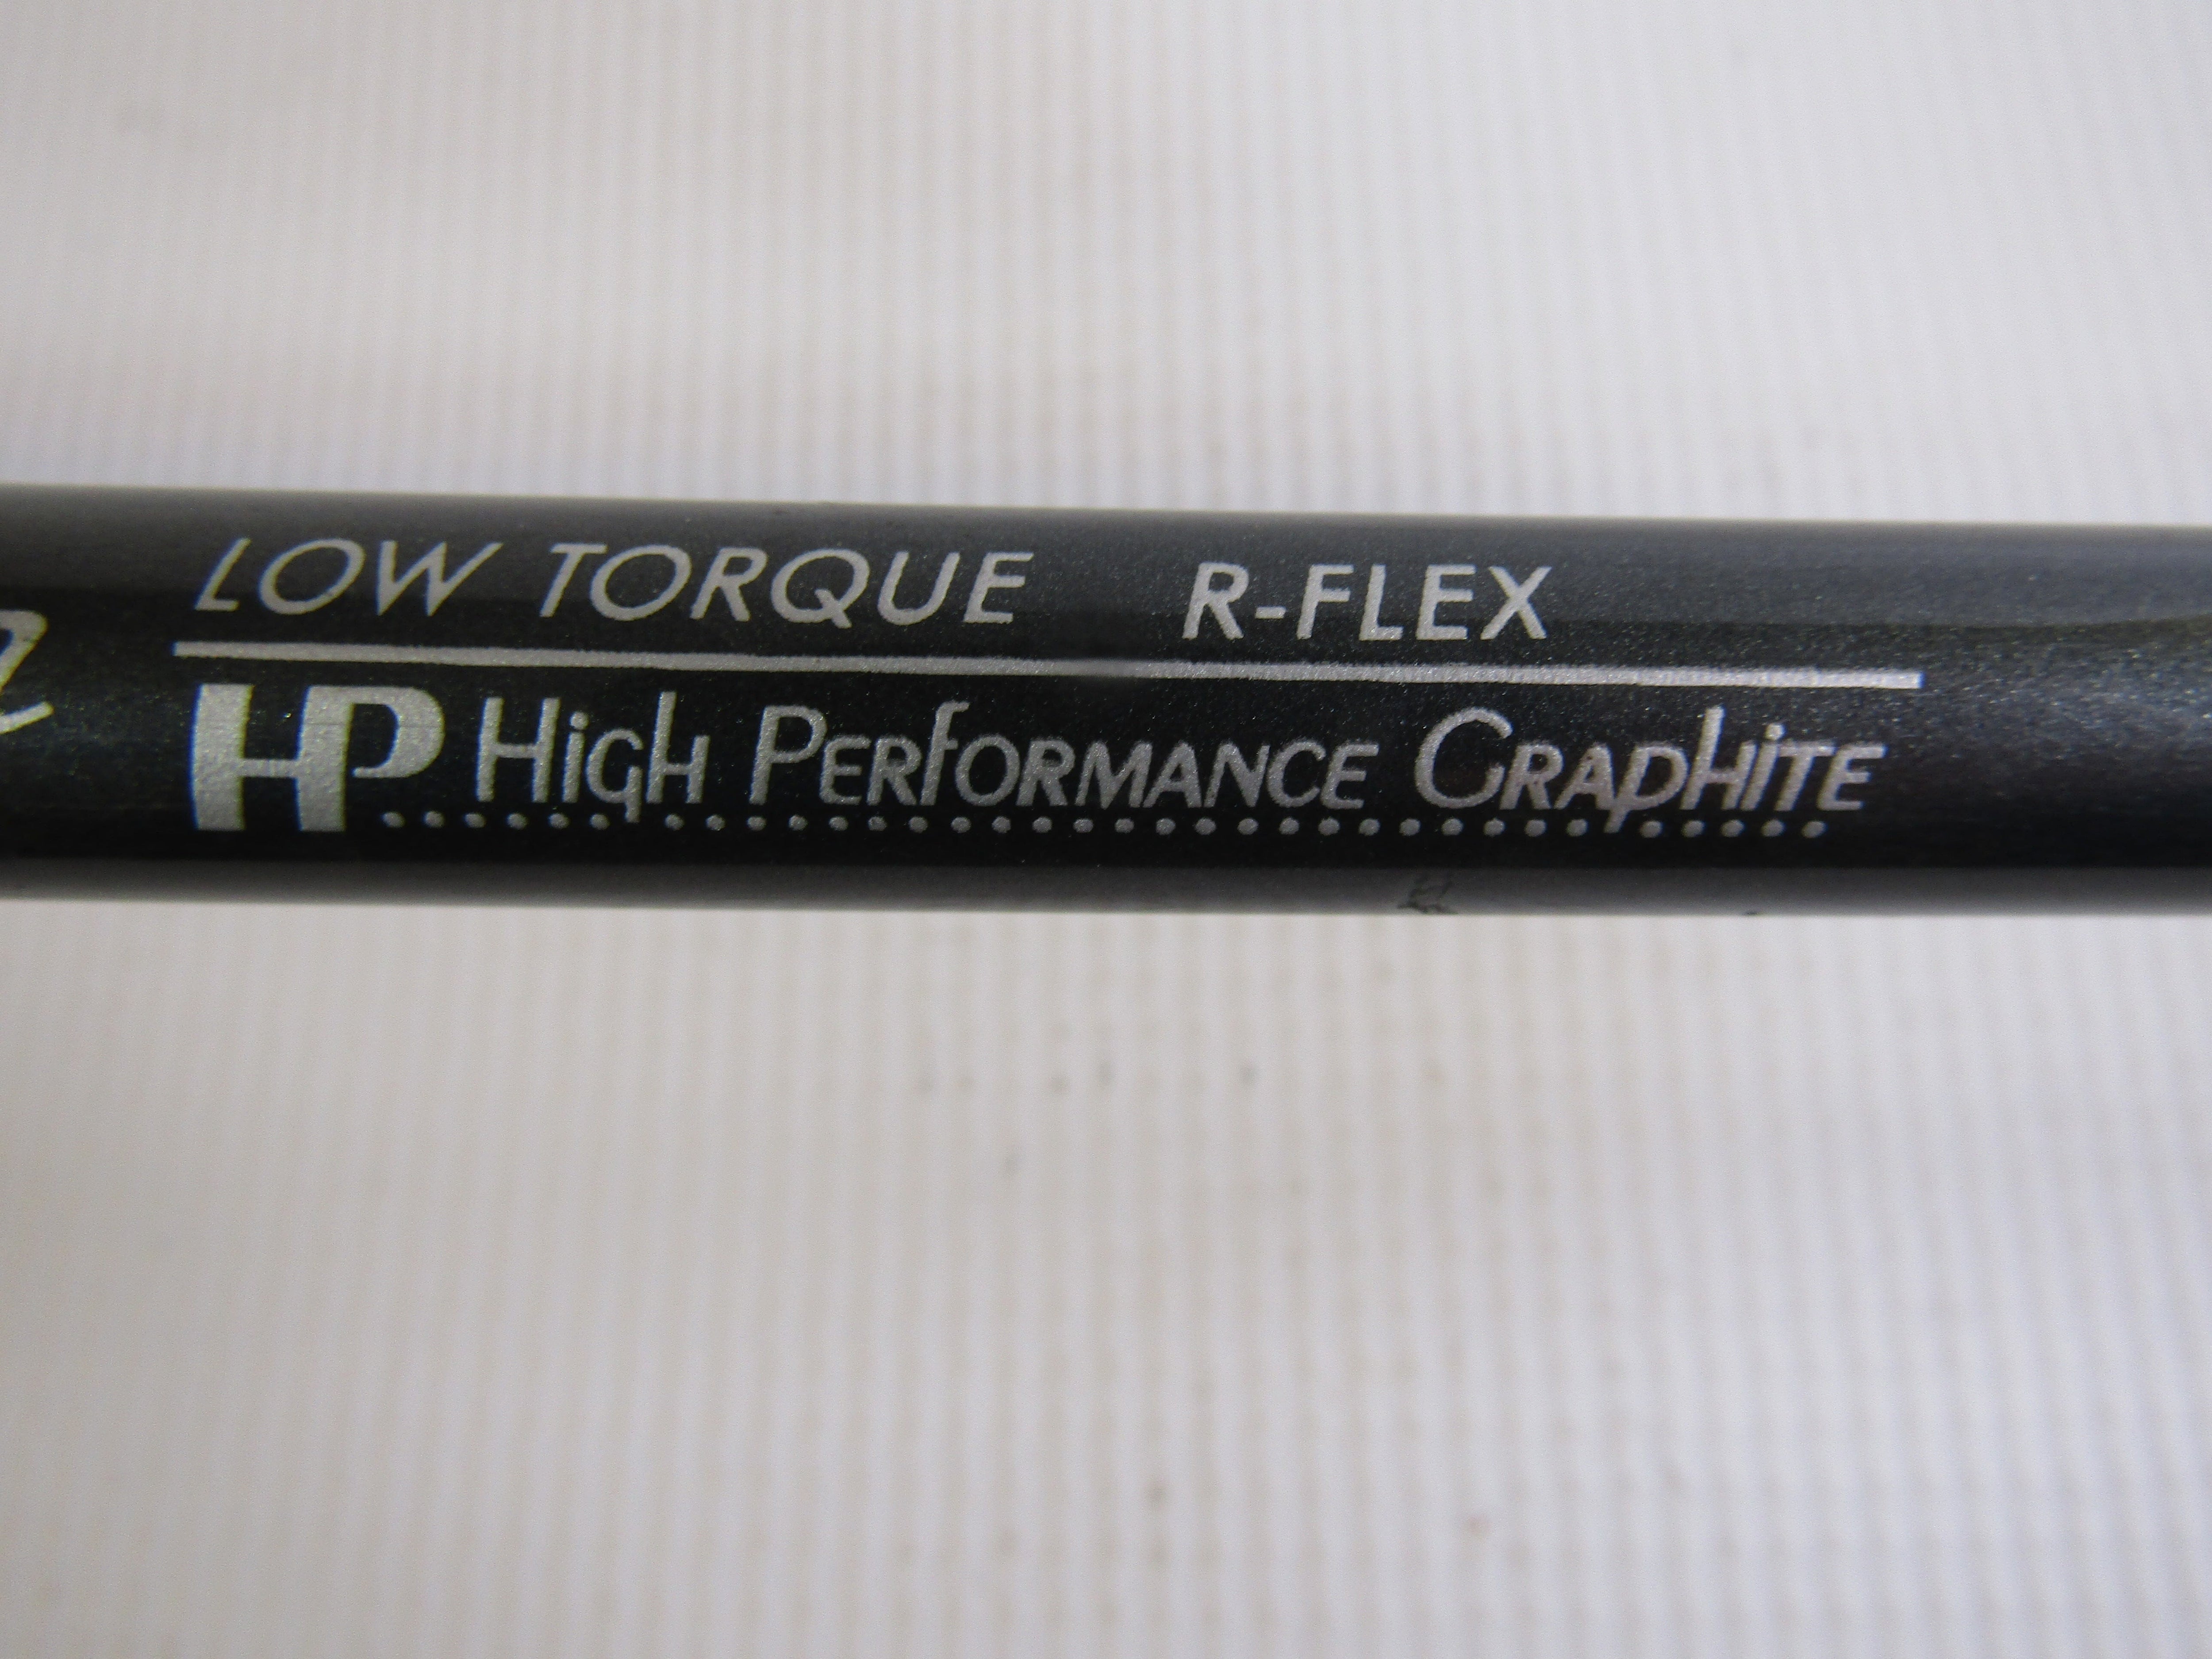 LOW TORQUE R-FLEX
HP High Performance Graphite